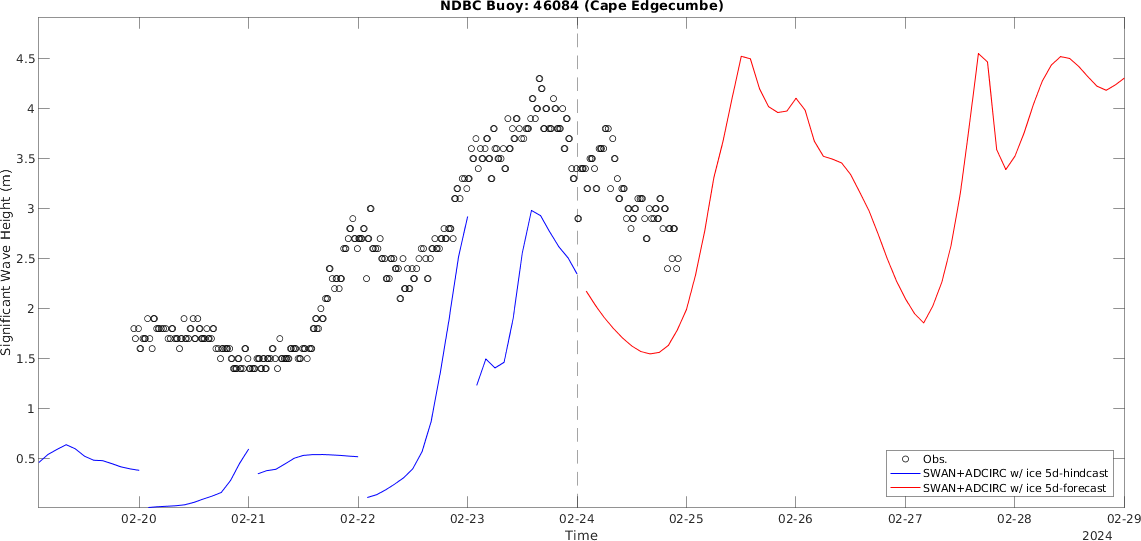 NDBC Buoy: 46084 (Cape Edgecumbe)
Significant Wave Height (m)
4.5
4
3.5
3
2.5
2
1.5
1
0.5
Obs.
SWAN+ADCIRC w/ ice 5d-hindcast
SWAN+ADCIRC w/ ice 5d-forecast
02-20 02-21 02-22 02-23 02-24 02-25 02-26 02-27 02-28 02-29
Time
2024